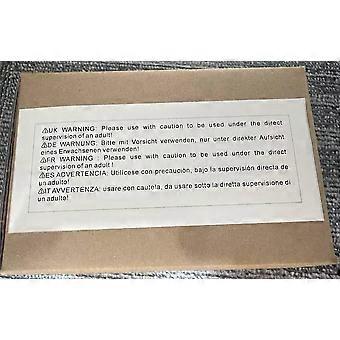 ⚠UK WARNING: Please use with caution to be used under the direct
supervision of an adult!
⚠DE WARNUNG: Bitte mit Vorsicht verwenden, nur unter direkter Aufsicht
eines Erwachsenen verwenden!
⚠FR WARNING : Please use with caution to be used under the direct
supervision of an adult !
⚠ES ADVERTENCIA: Utilícese con precaución, bajo la supervisión directa de
un adulto!
⚠IT AVVERTENZA: usare con cautela, da usare sotto la diretta supervisione di
un adulto!